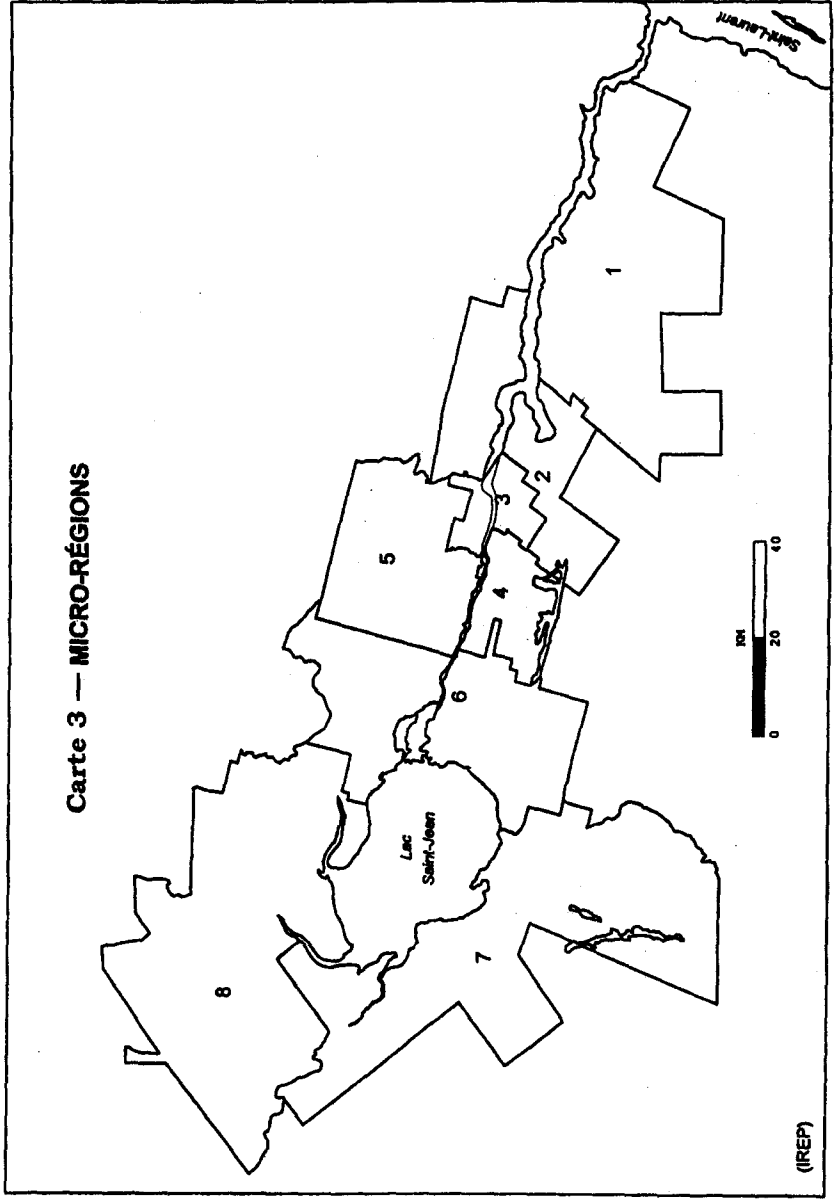 Carte 3 — MICRO-RÉGIONS
8
7
Lac
Saint-Jean
6
5
4
3
2
1
Saint-Laurent
KM
0 20 40
(IREP)